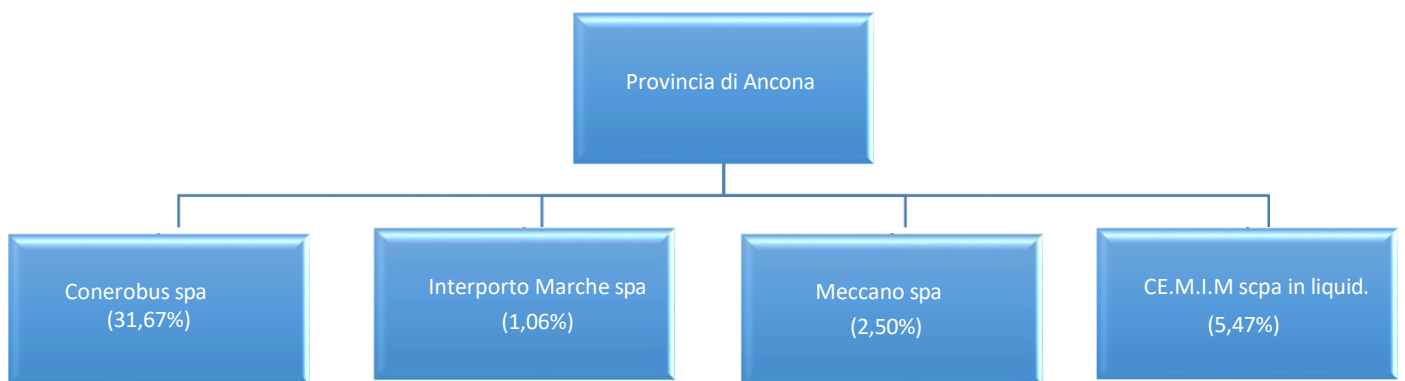 Provincia di Ancona
Conerobus spa
(31,67%)
Interporto Marche spa
(1,06%)
Meccano spa
(2,50%)
CE.M.I.M scpa in liquid.
(5,47%)